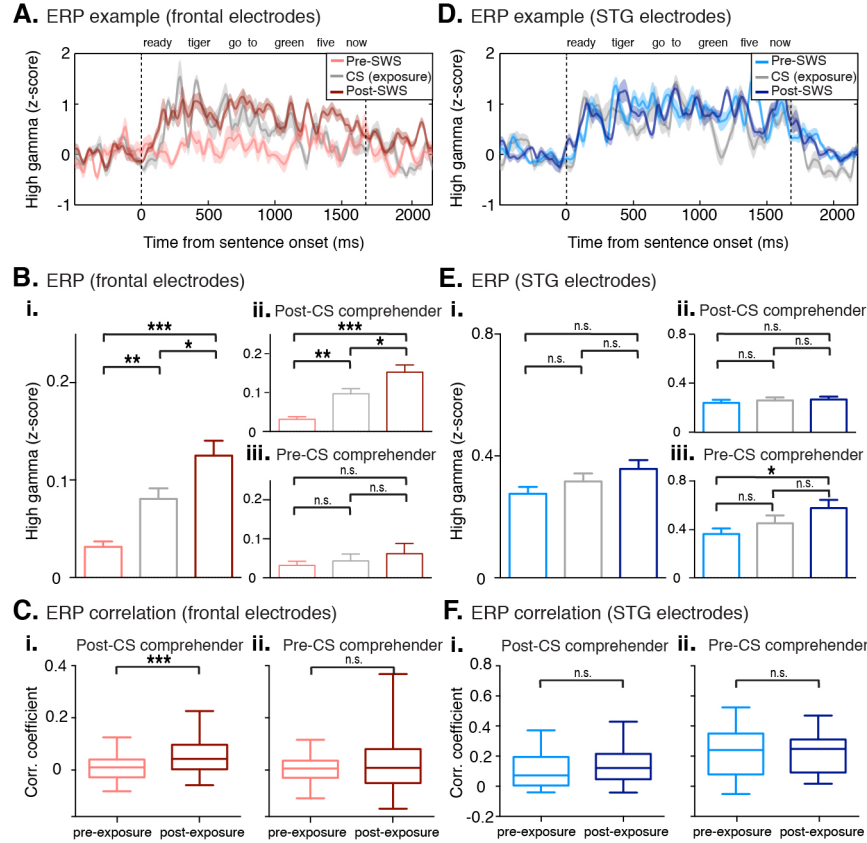 A. ERP example (frontal electrodes)
ready tiger go to green five now
2
1
0
-1
High gamma (z-score)
Pre-SWS
CS (exposure)
Post-SWS
0 500 1000 1500 2000
Time from sentence onset (ms)
D. ERP example (STG electrodes)
ready tiger go to green five now
2
1
0
-1
High gamma (z-score)
Pre-SWS
CS (exposure)
Post-SWS
0 500 1000 1500 2000
Time from sentence onset (ms)
B. ERP (frontal electrodes)
i.
***
**
*
0.2
0.1
0
High gamma (z-score)
ii. Post-CS comprehender
***
**
*
0.2
0.1
0
iii. Pre-CS comprehender
n.s.
n.s.
n.s.
0.2
0.1
0
E. ERP (STG electrodes)
i.
n.s.
n.s.
n.s.
0.8
0.4
0
High gamma (z-score)
ii. Post-CS comprehender
n.s.
n.s.
n.s.
0.8
0.4
0
iii. Pre-CS comprehender
*
n.s.
n.s.
0.8
0.4
0
C. ERP correlation (frontal electrodes)
i. Post-CS comprehender
***
0.4
0.2
0
Corr. coefficient
pre-exposure post-exposure
ii. Pre-CS comprehender
n.s.
pre-exposure post-exposure
F. ERP correlation (STG electrodes)
i. Post-CS comprehender
n.s.
0.8
0.6
0.4
0.2
0
-0.2
Corr. coefficient
pre-exposure post-exposure
ii. Pre-CS comprehender
n.s.
pre-exposure post-exposure